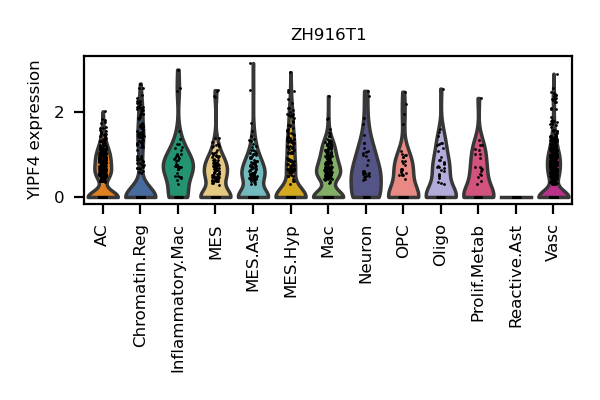 ZH916T1
YIPF4 expression
2
0
AC
Chromatin.Reg
Inflammatory.Mac
MES
MES.Ast
MES.Hyp
Mac
Neuron
OPC
Oligo
Prolif.Metab
Reactive.Ast
Vasc